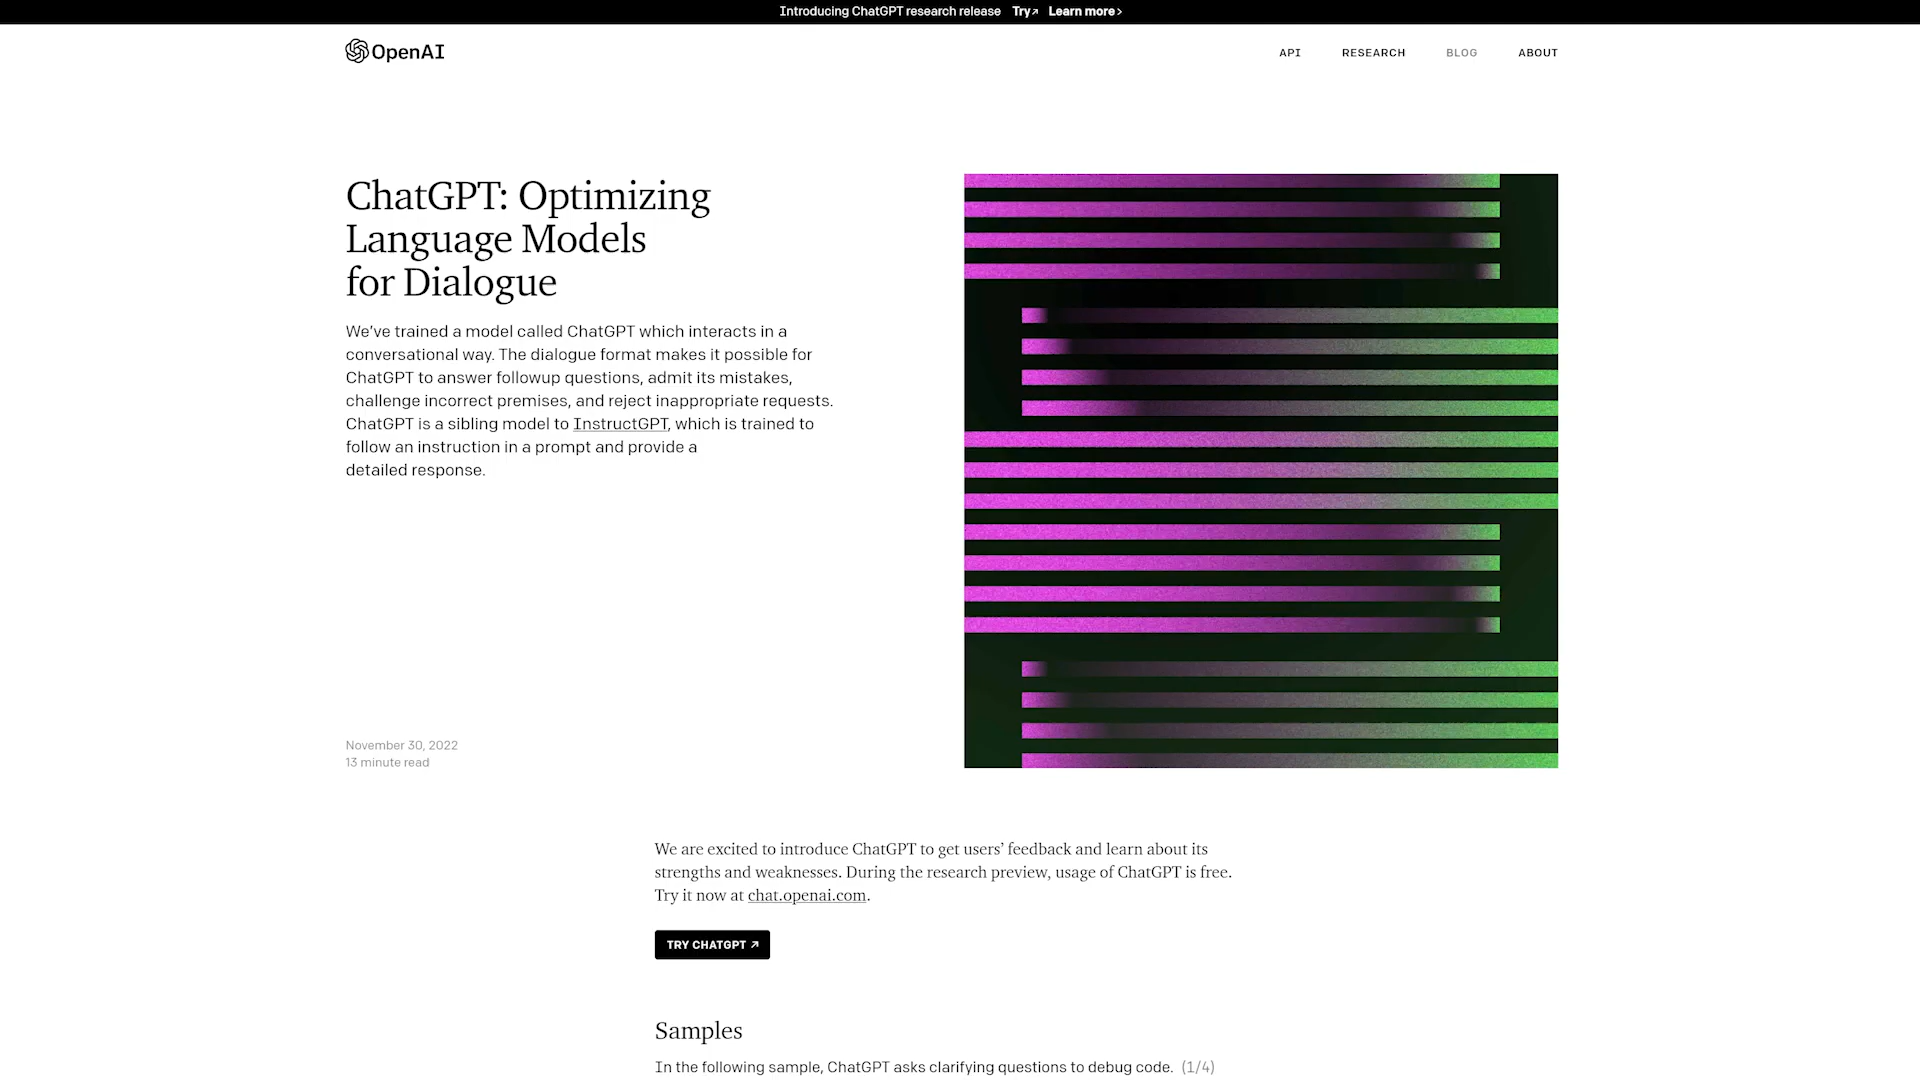 Introducing ChatGPT research release Try↗ Learn more›
OpenAI
API RESEARCH BLOG ABOUT
ChatGPT: Optimizing
Language Models
for Dialogue
We’ve trained a model called ChatGPT which interacts in a
conversational way. The dialogue format makes it possible for
ChatGPT to answer followup questions, admit its mistakes,
challenge incorrect premises, and reject inappropriate requests.
ChatGPT is a sibling model to InstructGPT, which is trained to
follow an instruction in a prompt and provide a
detailed response.
November 30, 2022
13 minute read
We are excited to introduce ChatGPT to get users’ feedback and learn about its
strengths and weaknesses. During the research preview, usage of ChatGPT is free.
Try it now at chat.openai.com.
TRY CHATGPT ↗
Samples
In the following sample, ChatGPT asks clarifying questions to debug code. (1/4)